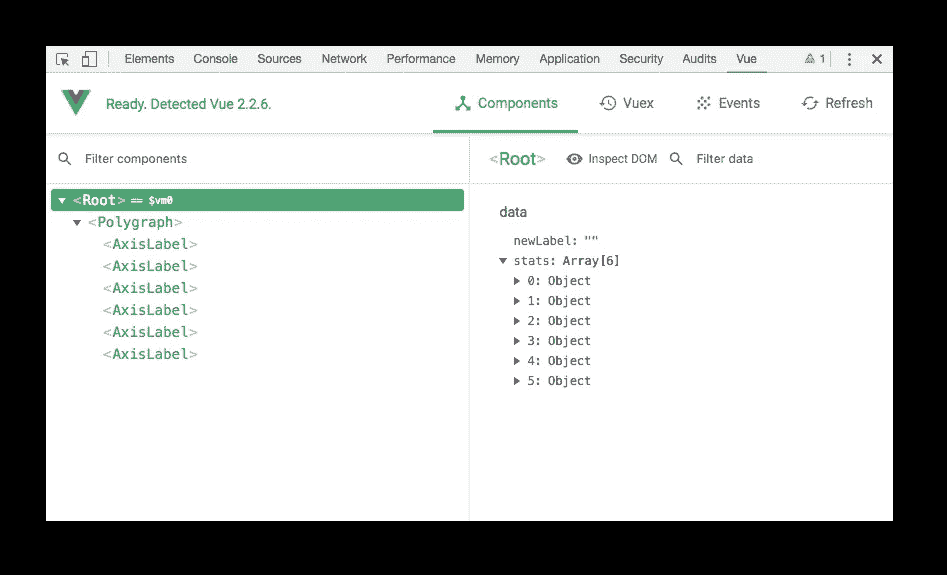 Elements Console Sources Network Performance Memory Application Security Audits Vue 1
Ready. Detected Vue 2.2.6. Components Vuex Events Refresh
Filter components
<Root> Inspect DOM Filter data
<Root> == $vm0
<Polygraph>
<AxisLabel>
<AxisLabel>
<AxisLabel>
<AxisLabel>
<AxisLabel>
<AxisLabel>
data
newLabel: ""
stats: Array[6]
0: Object
1: Object
2: Object
3: Object
4: Object
5: Object